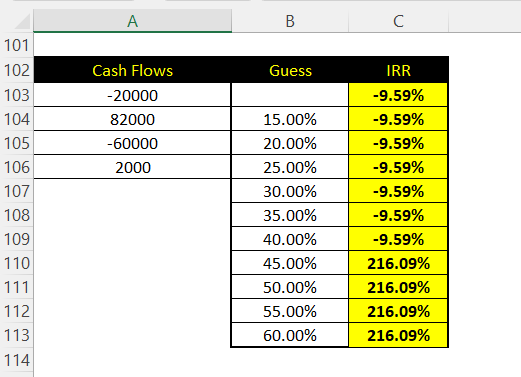 A B C
101
102 Cash Flows Guess IRR
103 -20000 -9.59%
104 82000 15.00% -9.59%
105 -60000 20.00% -9.59%
106 2000 25.00% -9.59%
107 30.00% -9.59%
108 35.00% -9.59%
109 40.00% -9.59%
110 45.00% 216.09%
111 50.00% 216.09%
112 55.00% 216.09%
113 60.00% 216.09%
114